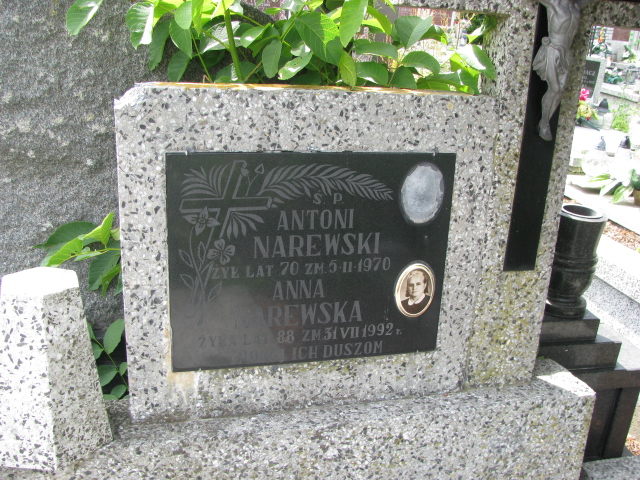 Ś.P.
ANTONI
NAREWSKI
ŻYŁ LAT 70 ZM. 5-II-1970
ANNA
NAREWSKA
ŻYŁA LAT 88 ZM 31 VII 1992 R.
ICH DUSZOM